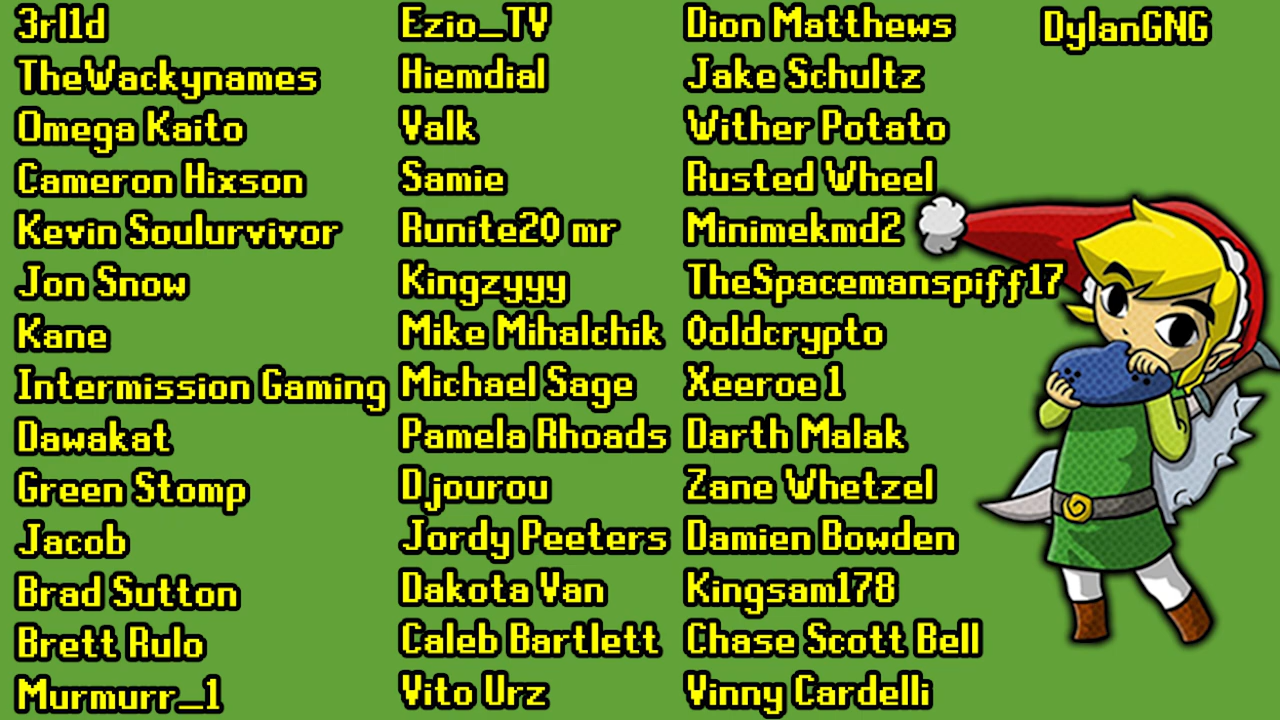 3rl1d
TheWackynames
Omega Kaito
Cameron Hixson
Kevin Soulurvivor
Jon Snow
Kane
Intermission Gaming
Dawakat
Green Stomp
Jacob
Brad Sutton
Brett Rulo
Murmurr_1
Ezio_TV
Hiemdial
Valk
Samie
Runite20 mr
Kingzyyy
Mike Mihalchik
Michael Sage
Pamela Rhoads
Djourou
Jordy Peeters
Dakota Van
Caleb Bartlett
Vito Urz
Dion Matthews
Jake Schultz
Wither Potato
Rusted Wheel
Minimekmd2
TheSpacemanspiff17
0oldcrypto
Xeeroe 1
Darth Malak
Zane Whetzel
Damien Bowden
Kingsam178
Chase Scott Bell
Vinny Cardelli
DylanGNG